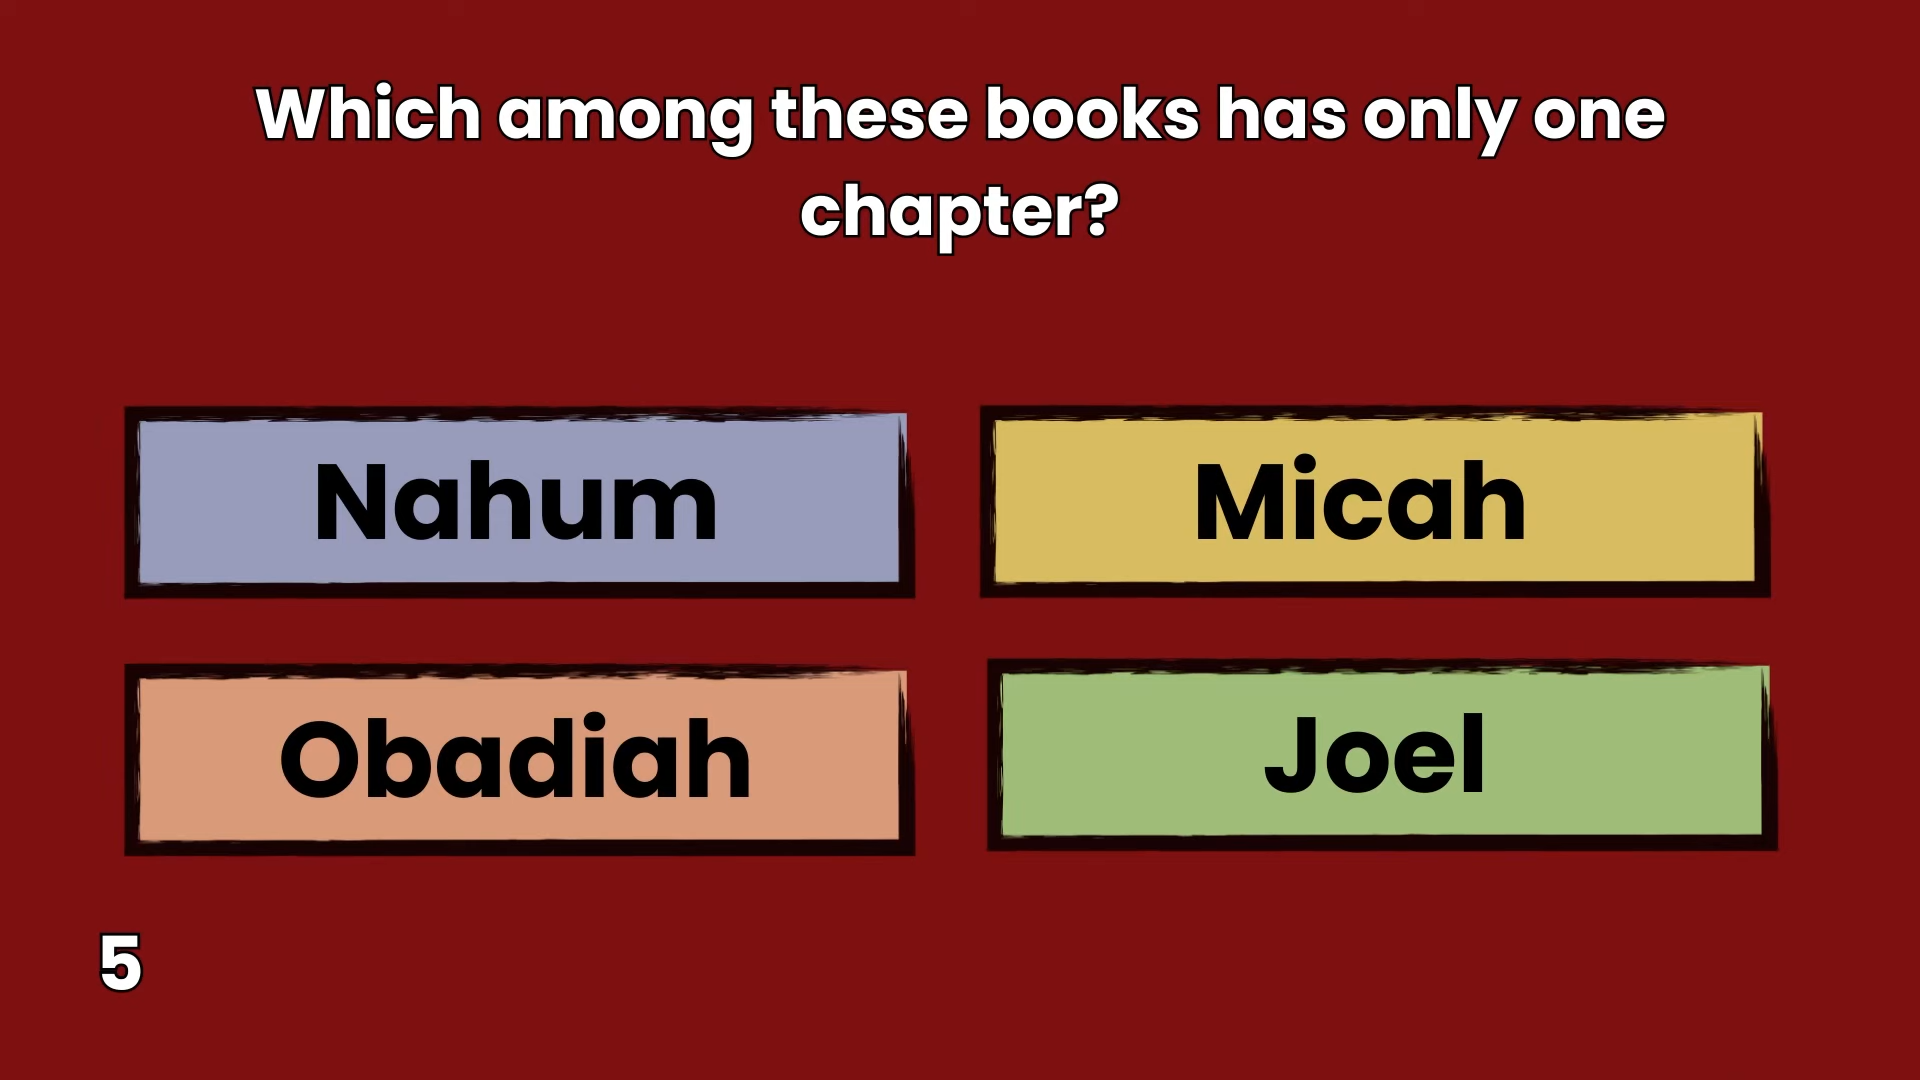 Which among these books has only one
chapter?
Nahum
Micah
Obadiah
Joel
5